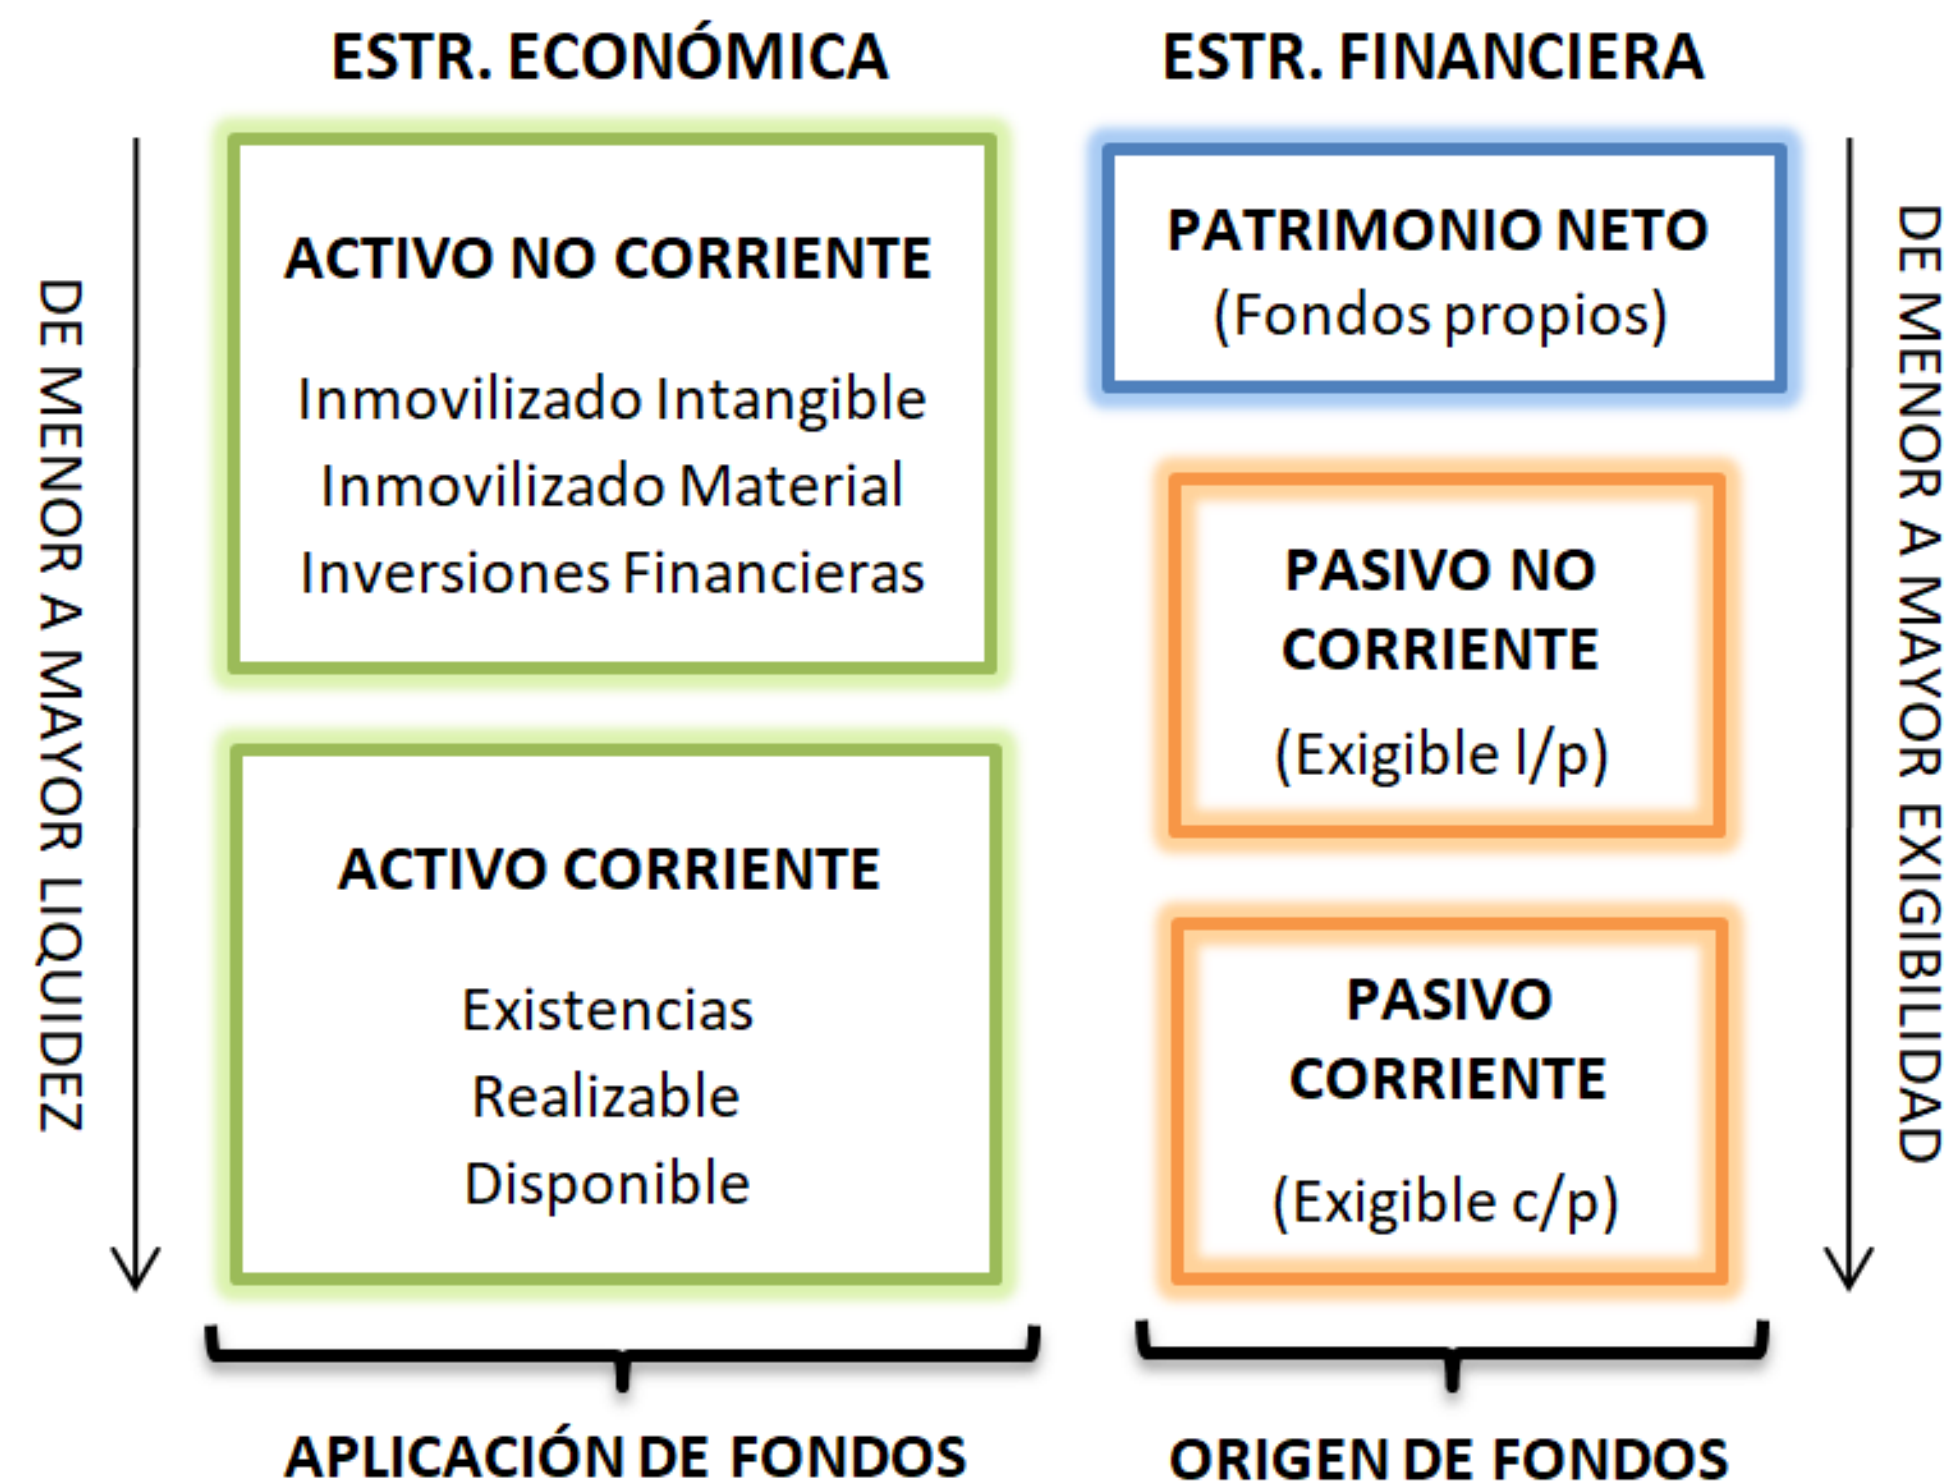 ESTR. ECONÓMICA
ESTR. FINANCIERA
DE MENOR A MAYOR LIQUIDEZ
ACTIVO NO CORRIENTE
Inmovilizado Intangible
Inmovilizado Material
Inversiones Financieras
ACTIVO CORRIENTE
Existencias
Realizable
Disponible
APLICACIÓN DE FONDOS
PATRIMONIO NETO
(Fondos propios)
PASIVO NO
CORRIENTE
(Exigible l/p)
PASIVO
CORRIENTE
(Exigible c/p)
ORIGEN DE FONDOS
DE MENOR A MAYOR EXIGIBILIDAD